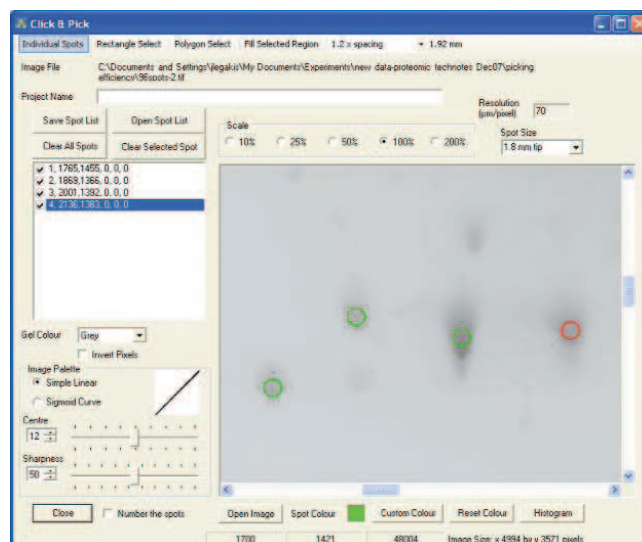 Click & Pick
Individual Spots Rectangle Select Polygon Select Fill Selected Region 1.2 x spacing 1.92 mm
Image File C:\Documents and Settings\jlegakis\My Documents\Experiments\new data-proteomic technotes Dec07\picking
efficiency\96spots-2.tif
Project Name
Resolution
(µm/pixel) 70
Save Spot List Open Spot List
Clear All Spots Clear Selected Spot
Scale
10% 25% 50% 100% 200%
Spot Size
1.8 mm tip
1, 1765,1455, 0, 0, 0
2, 1869,1366, 0, 0, 0
3, 2001,1392, 0, 0, 0
4, 2136,1383, 0, 0, 0
Gel Colour Grey
Invert Pixels
Image Palette
Simple Linear
Sigmoid Curve
Centre
12
Sharpness
50
Close Number the spots Open Image Spot Colour Custom Colour Reset Colour Histogram
1700 1421 48004 Image Size: x 4994 by y 3571 pixels